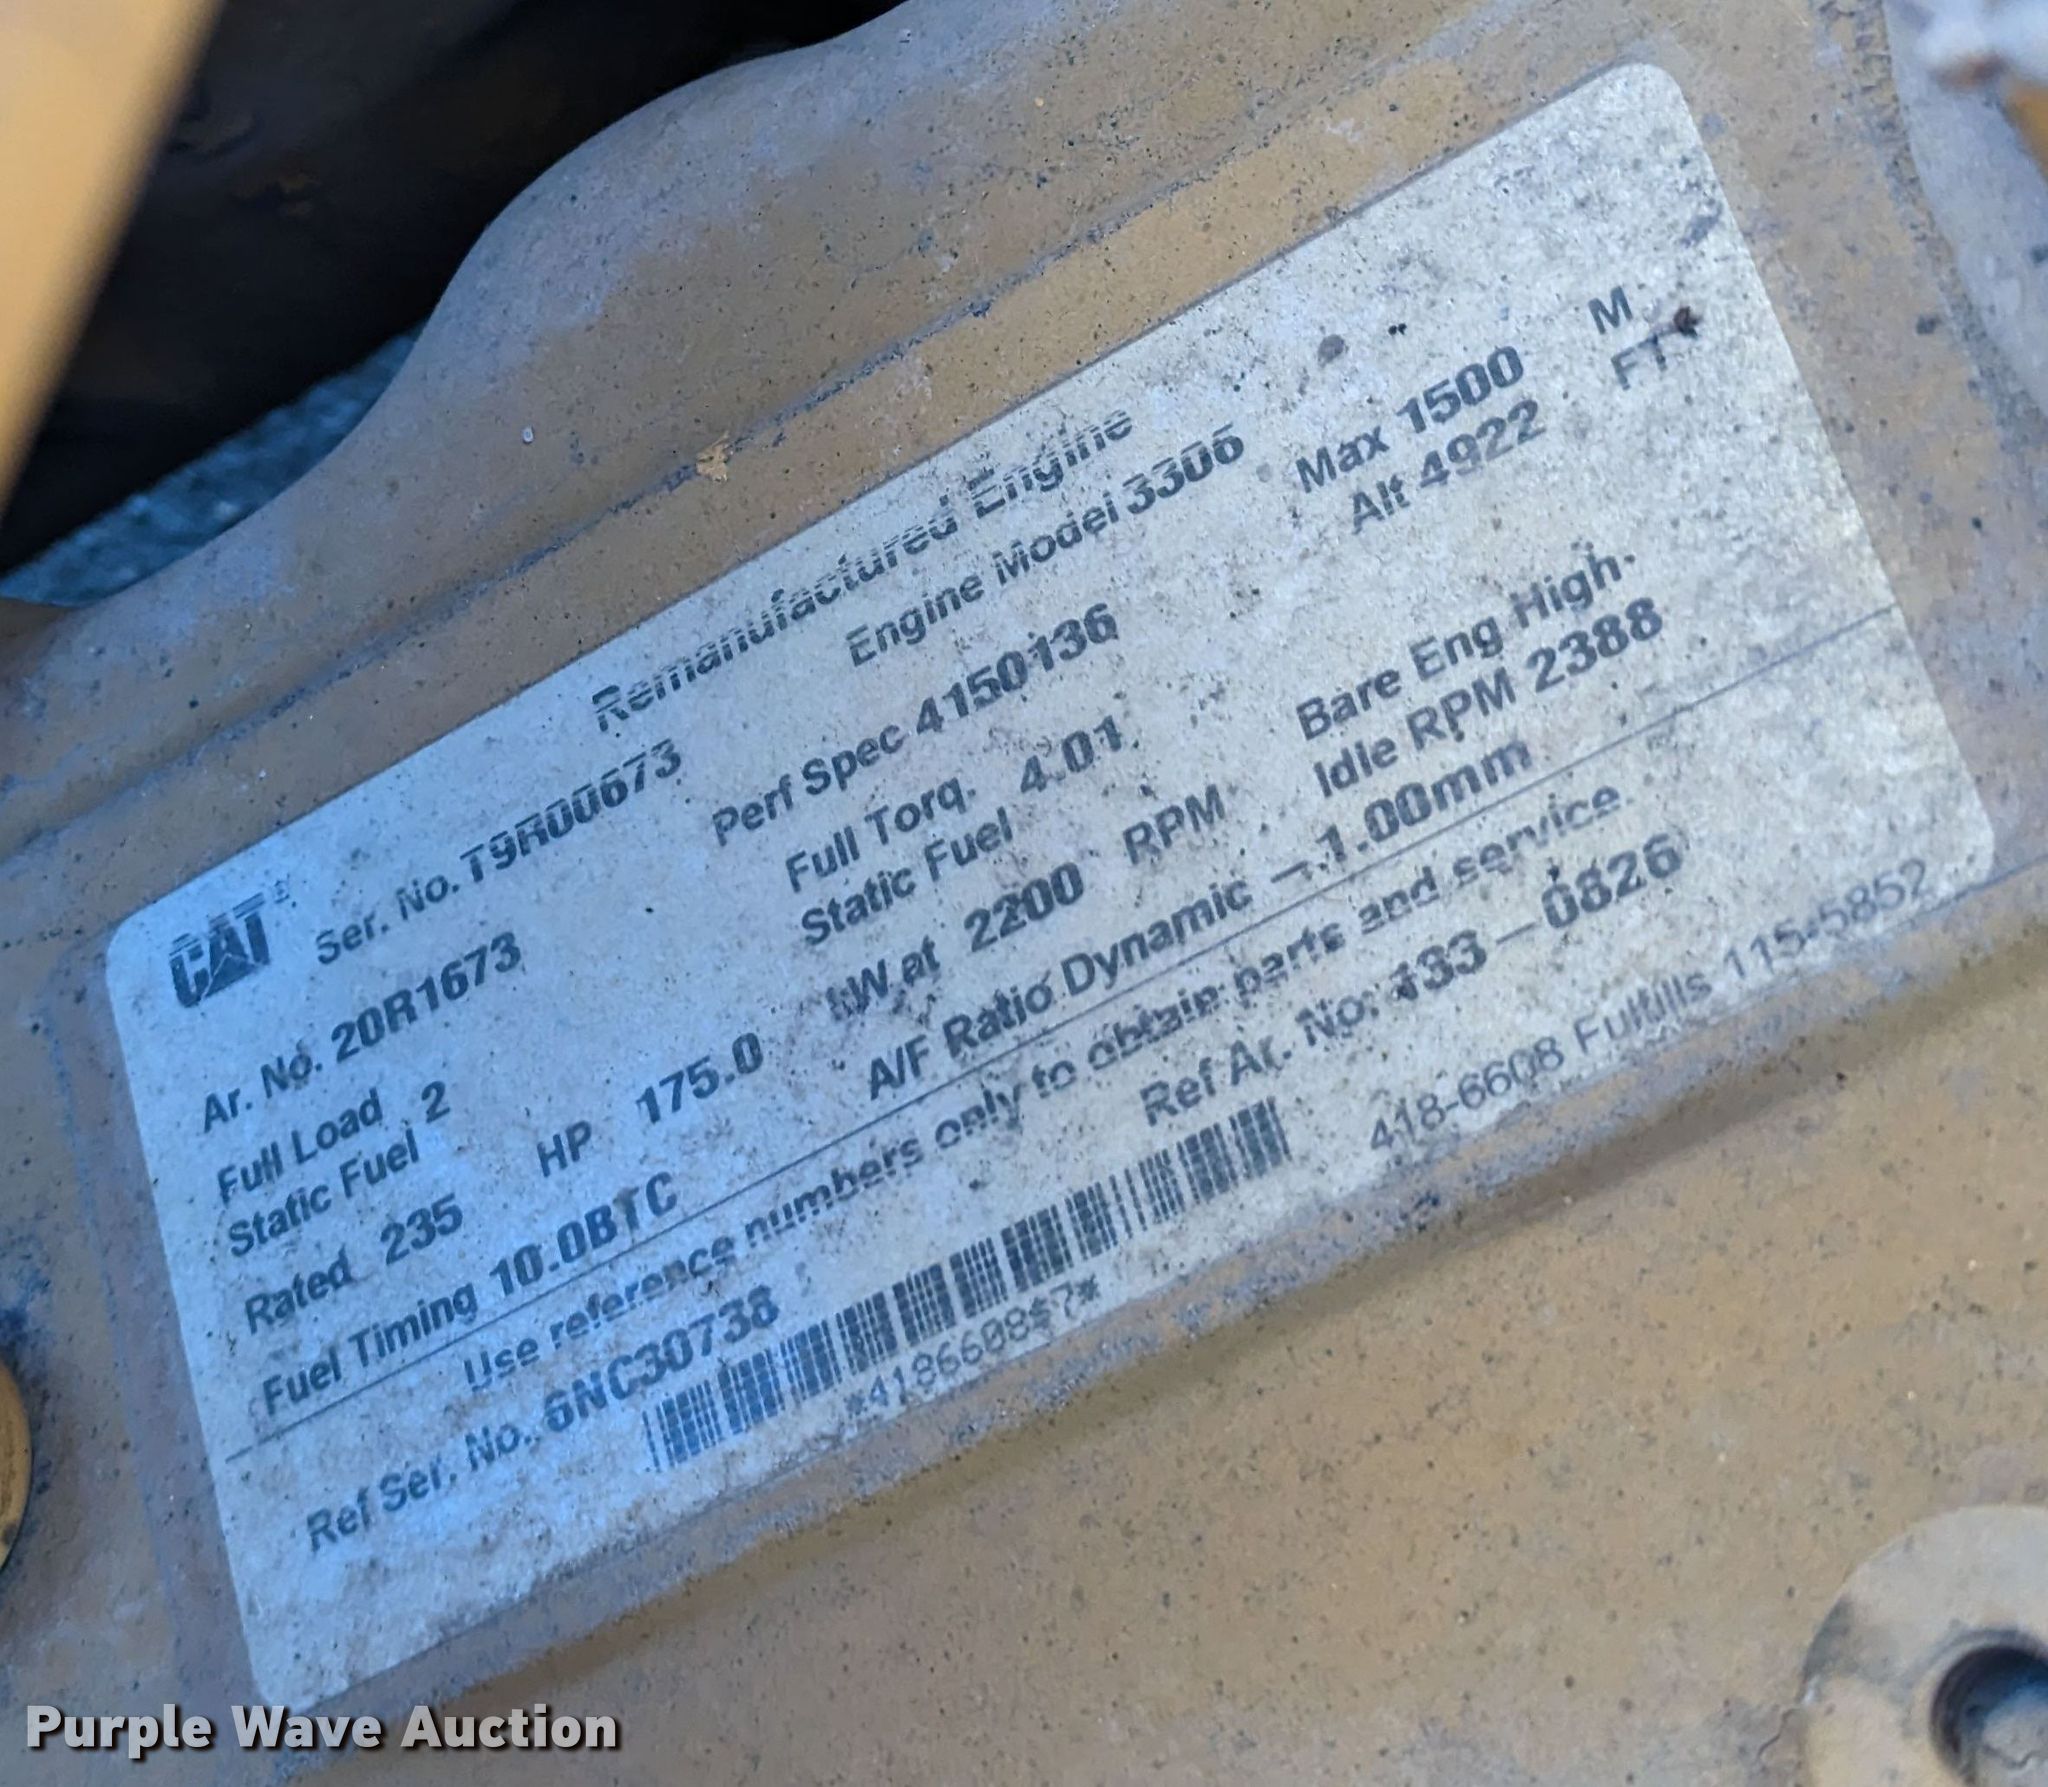 Remanufactured Engine
CAT®
Ser. No. T9R00673
Engine Model 3306
Max 1500 M
Ar. No. 20R1673
Perf Spec 4150136
Alt 4922 FT
Full Load
Static Fuel 2
Full Torq.
Static Fuel 4.01
Bare Eng High-
Idle RPM 2388
Rated 235 HP 175.0 kW at 2200 RPM
Fuel Timing 10.0BTC
A/F Ratio Dynamic -1.00mm
Use reference numbers only to obtain parts and service.
Ref Ser. No. 6NC30738
Ref Ar. No. 133-0826
*4186608$7*
418-6608 Fulfills 115-5852
Purple Wave Auction